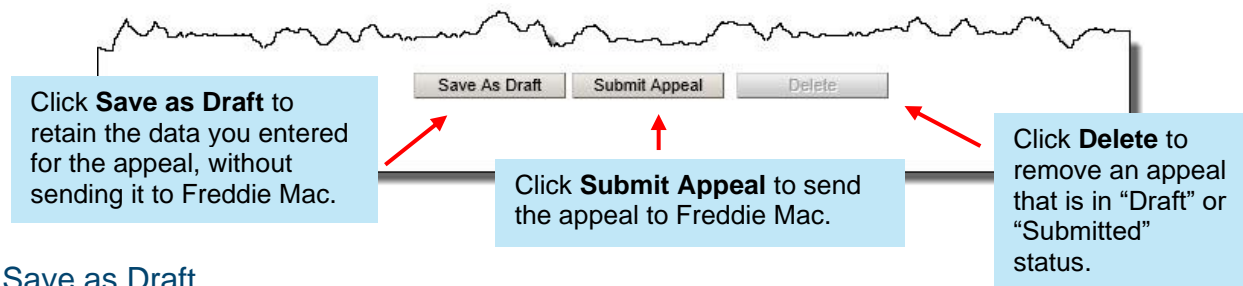 Save As Draft
Submit Appeal
Delete
Click Save as Draft to
retain the data you entered
for the appeal, without
sending it to Freddie Mac.
Click Submit Appeal to send
the appeal to Freddie Mac.
Click Delete to
remove an appeal
that is in “Draft” or
“Submitted”
status.
Save as Draft